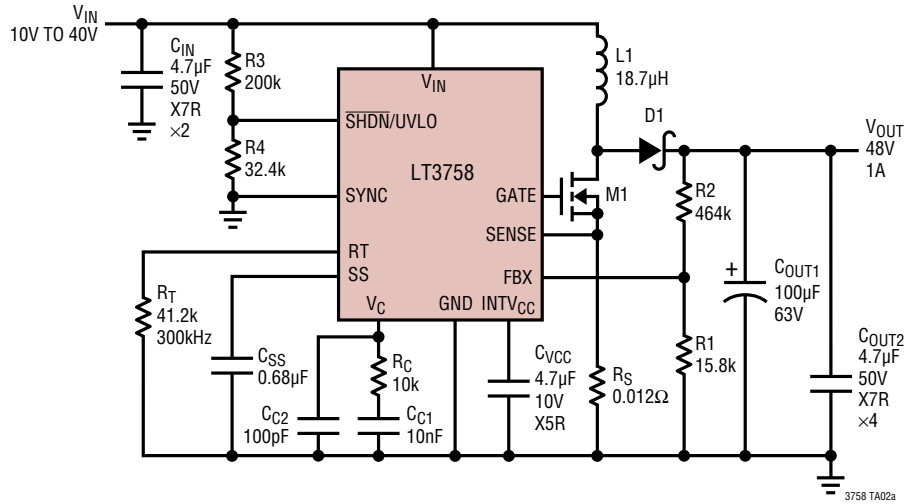 VIN
10V TO 40V
CIN
4.7µF
50V
X7R
×2
R3
200k
R4
32.4k
VIN
SHDN/UVLO
LT3758
SYNC
GATE
SENSE
RT
SS
FBX
VC
GND
INTVCC
L1
18.7µH
D1
M1
VOUT
48V
1A
R2
464k
COUT1
+
100µF
63V
R1
15.8k
COUT2
4.7µF
50V
X7R
×4
RT
41.2k
300kHz
CSS
0.68µF
CC2
100pF
RC
10k
CC1
10nF
CVCC
4.7µF
10V
X5R
RS
0.012Ω
3758 TA02a